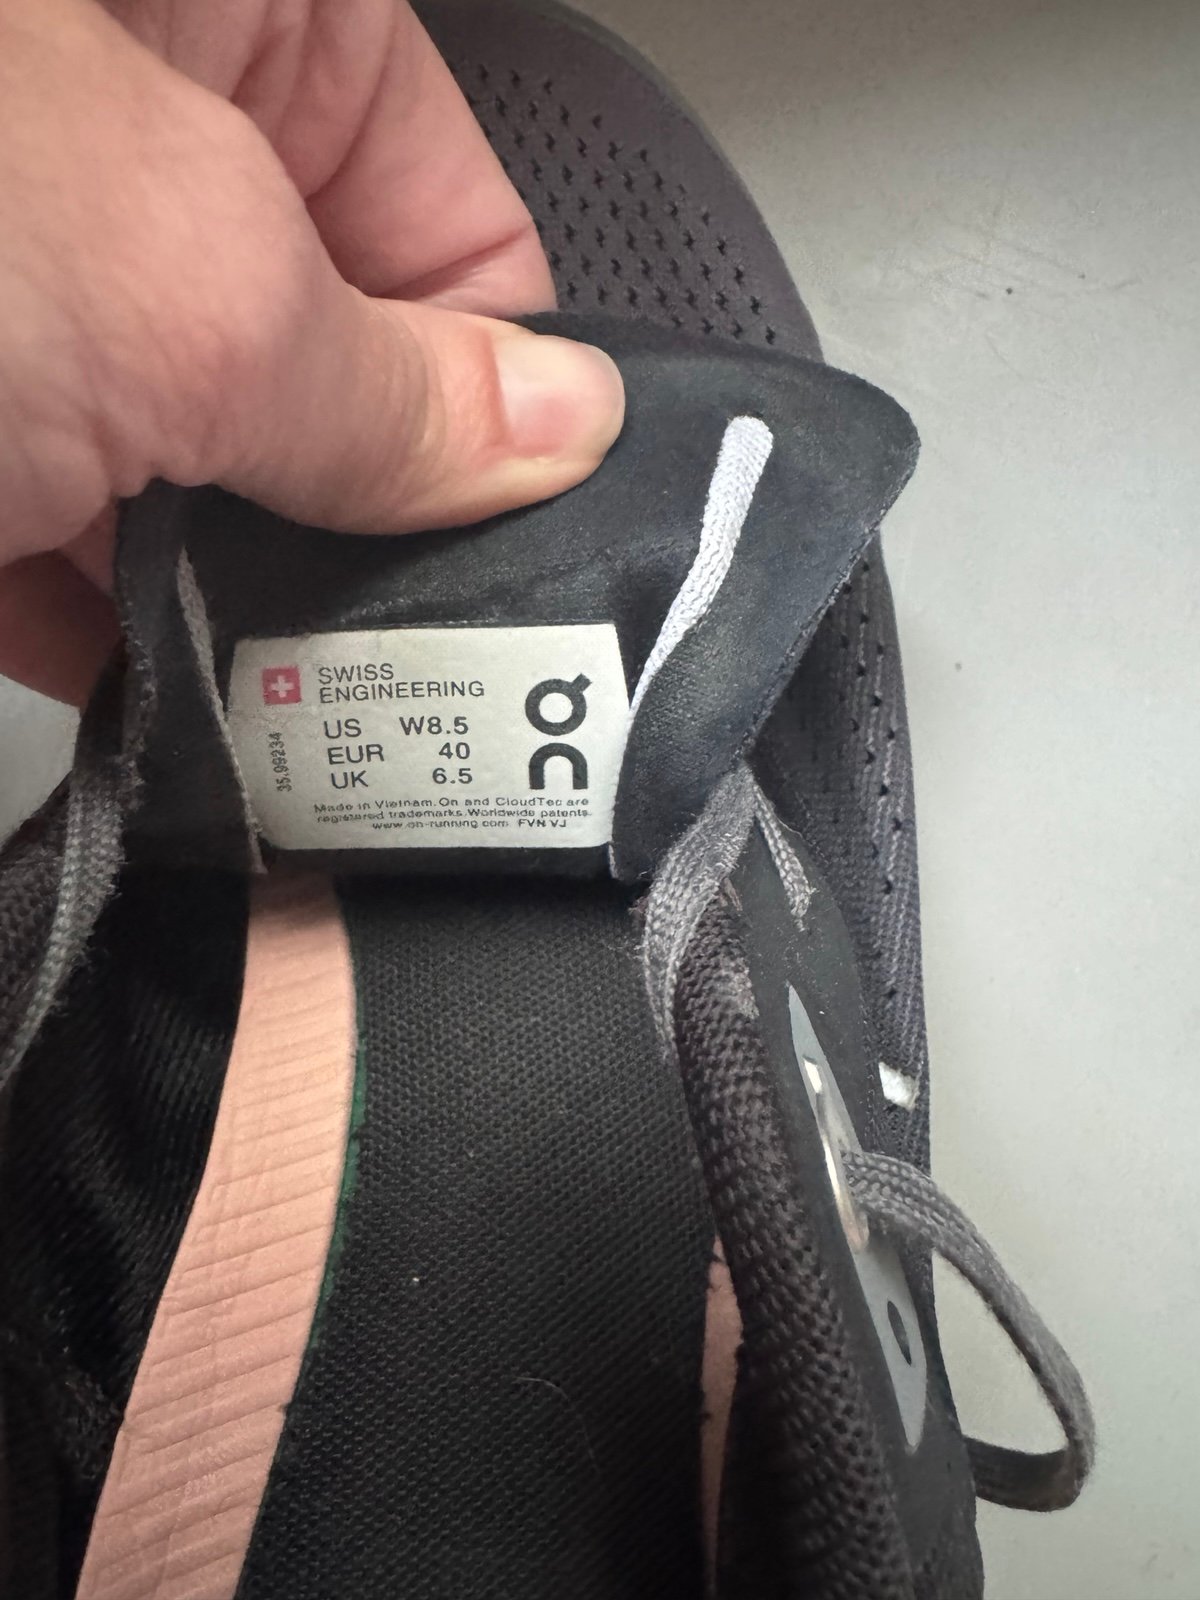 SWISS
ENGINEERING
US W8.5
EUR 40
UK 6.5
35.99234
Made in Vietnam. On and CloudTec are
registered trademarks. Worldwide patents.
www.on-running.com FVN VJ